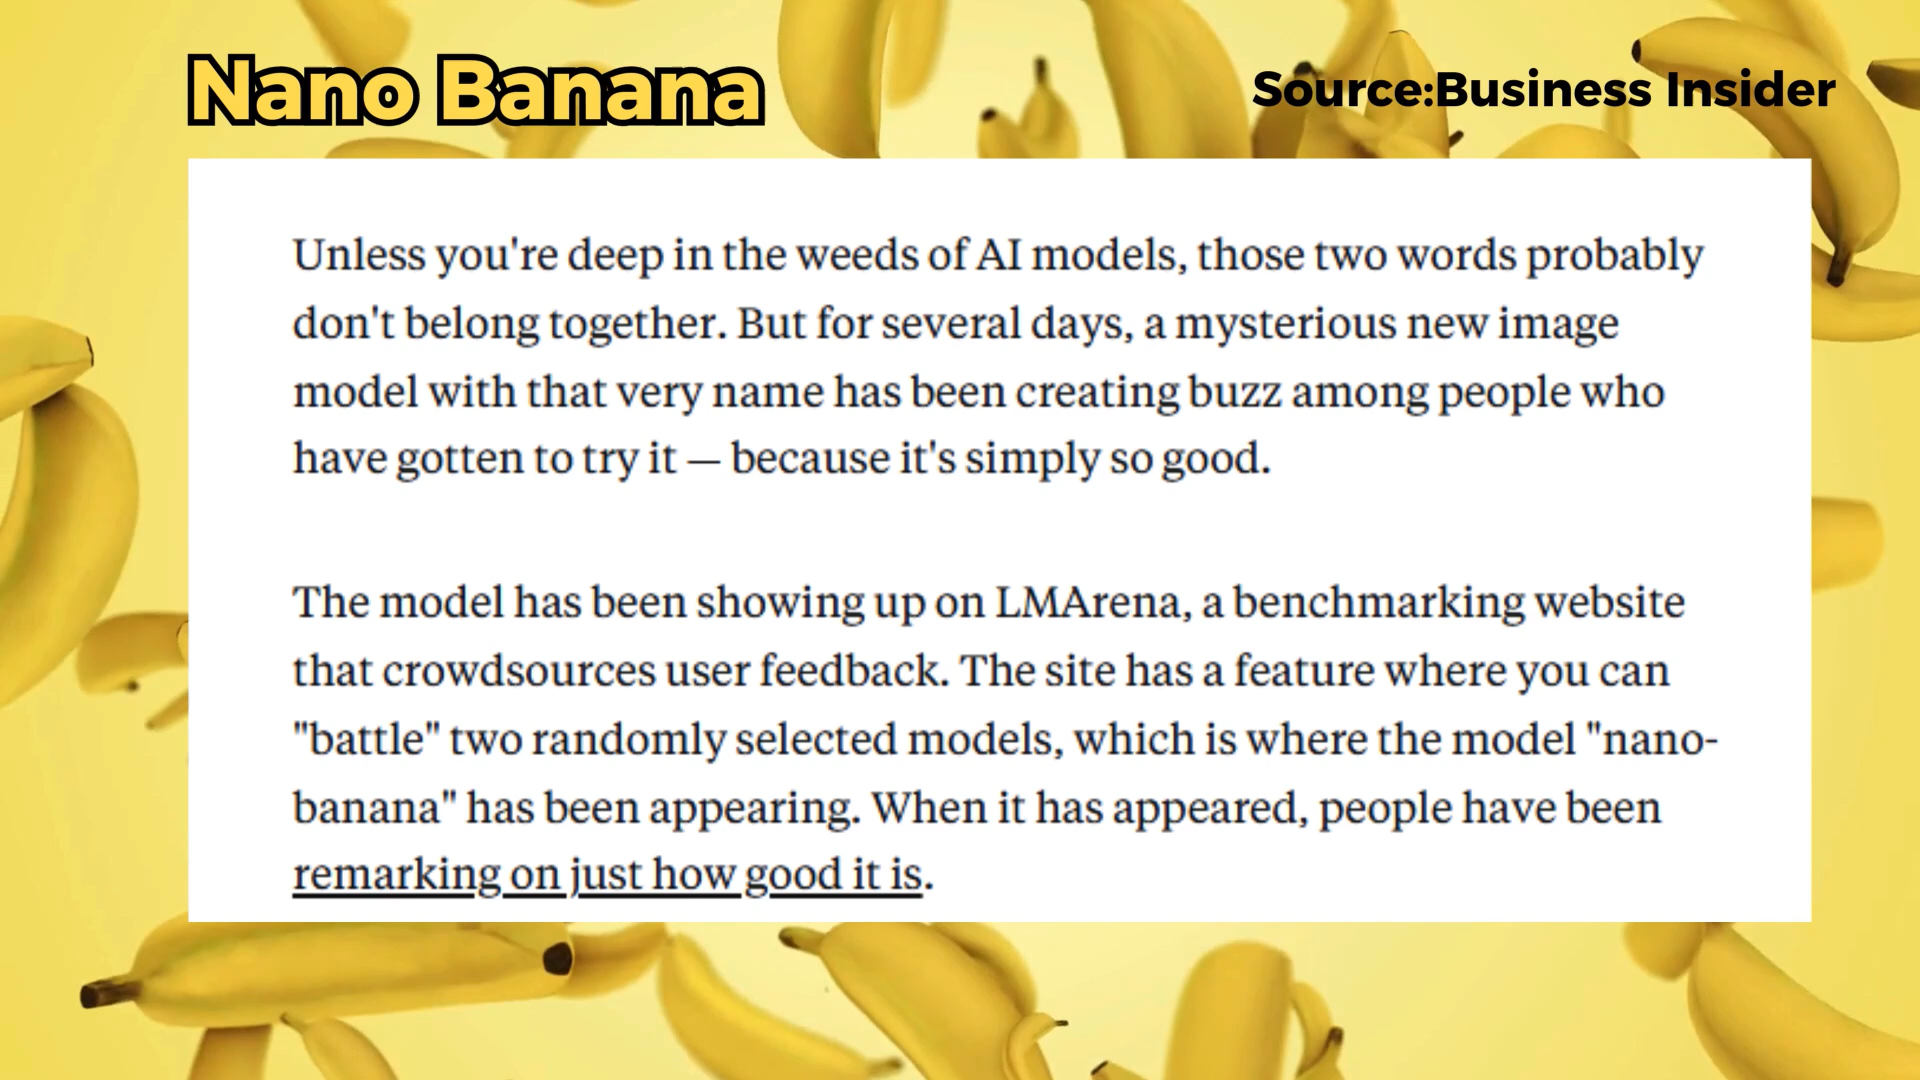 Nano Banana
Source:Business Insider
Unless you're deep in the weeds of AI models, those two words probably
don't belong together. But for several days, a mysterious new image
model with that very name has been creating buzz among people who
have gotten to try it — because it's simply so good.
The model has been showing up on LMArena, a benchmarking website
that crowdsources user feedback. The site has a feature where you can
"battle" two randomly selected models, which is where the model "nano-
banana" has been appearing. When it has appeared, people have been
remarking on just how good it is.